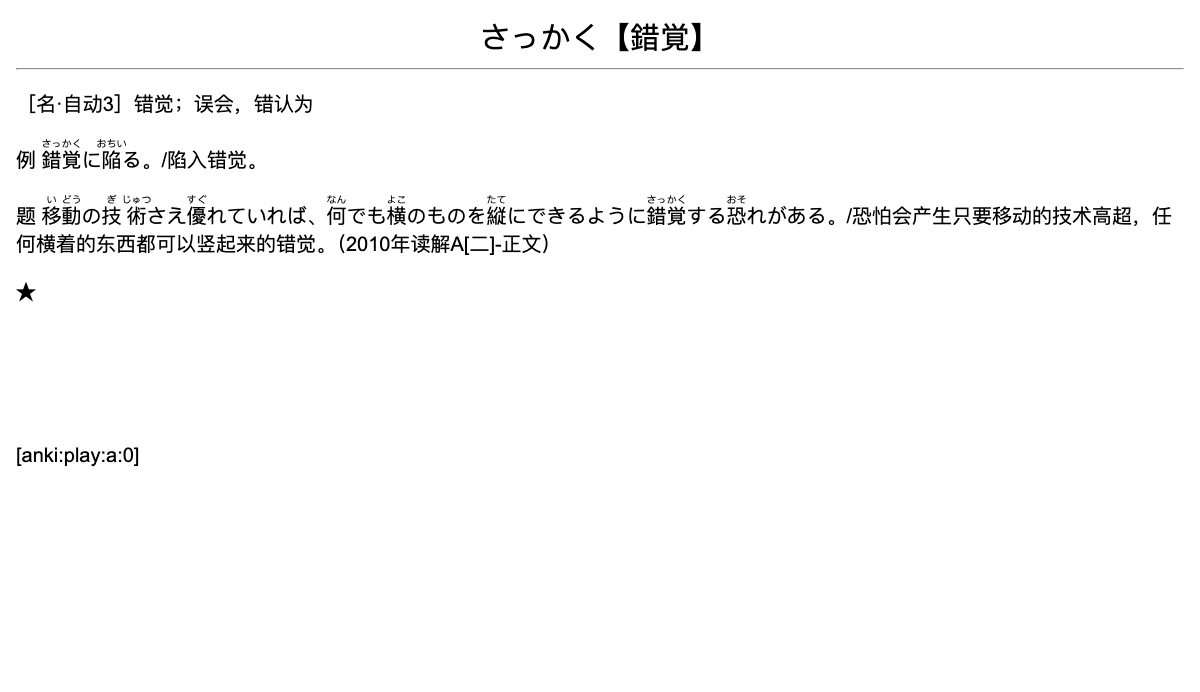 さっかく【錯覚】
［名·自动3］错觉；误会，错认为
さっかく おちい
例 錯覚に陥る。/陷入错觉。
い どう ぎ じゅつ すぐ なん よこ たて さっかく おそ
题 移動の技術さえ優れていれば、何でも横のものを縦にできるように錯覚する恐れがある。/恐怕会产生只要移动的技术高超，任
何横着的东西都可以竖起来的错觉。（2010年读解A[二]-正文）
★
[anki:play:a:0]